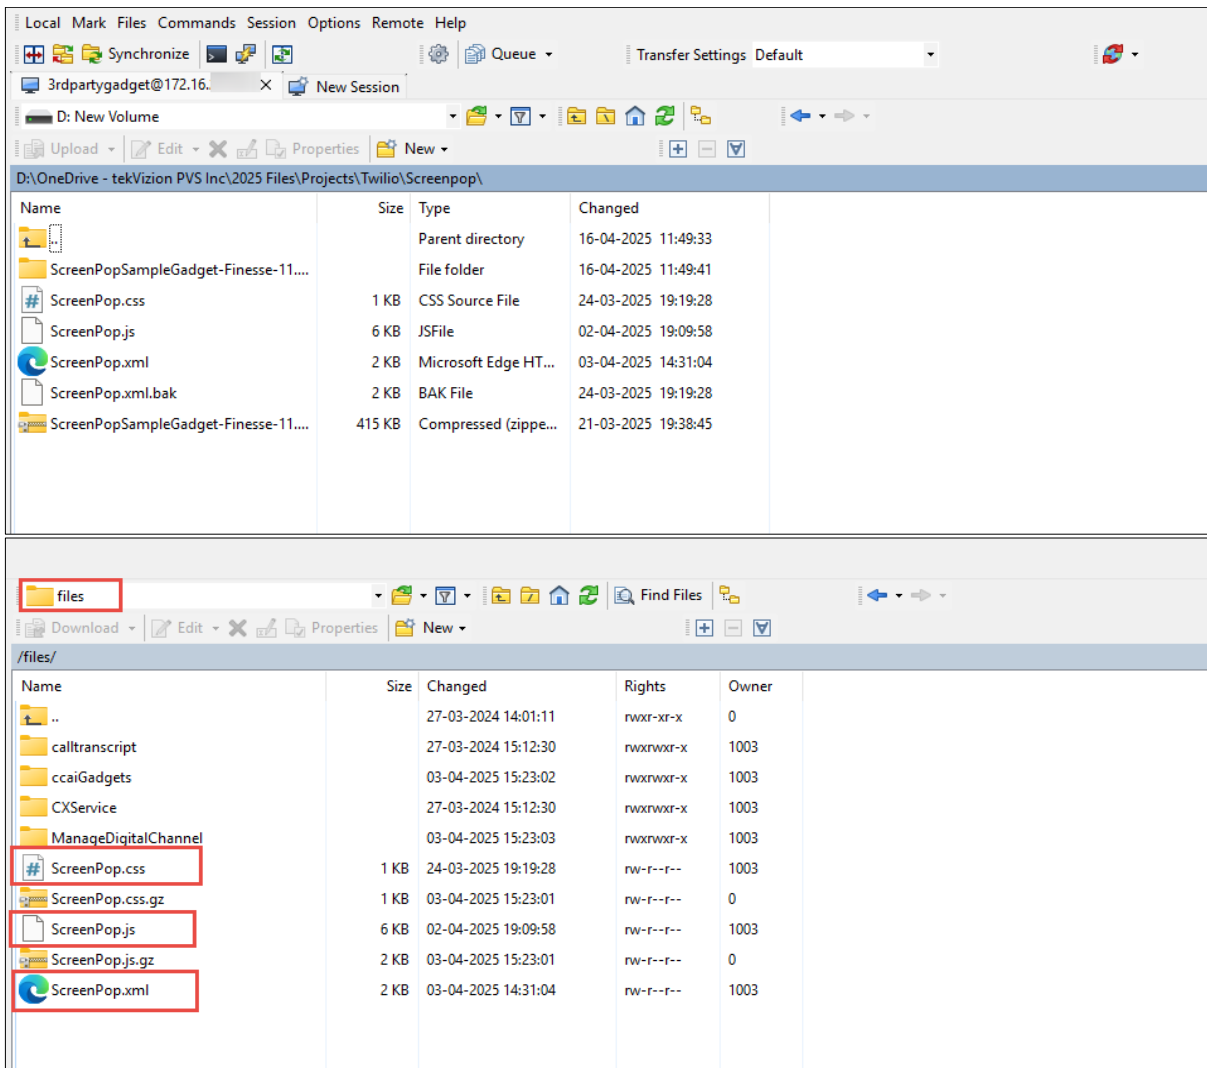 Local Mark Files Commands Session Options Remote Help
Synchronize Queue Transfer Settings Default
3rdpartygadget@172.16. New Session
D: New Volume
Upload Edit Properties New
D:\OneDrive - tekVizion PVS Inc\2025 Files\Projects\Twilio\Screenpop\
Name Size Type Changed
.. Parent directory 16-04-2025 11:49:33
ScreenPopSampleGadget-Finesse-11.... File folder 16-04-2025 11:49:41
ScreenPop.css 1 KB CSS Source File 24-03-2025 19:19:28
ScreenPop.js 6 KB JSFile 02-04-2025 19:09:58
ScreenPop.xml 2 KB Microsoft Edge HT... 03-04-2025 14:31:04
ScreenPop.xml.bak 2 KB BAK File 24-03-2025 19:19:28
ScreenPopSampleGadget-Finesse-11.... 415 KB Compressed (zippe... 21-03-2025 19:38:45
files Find Files
Download Edit Properties New
/files/
Name Size Changed Rights Owner
.. 27-03-2024 14:01:11 rwxr-xr-x 0
calltranscript 27-03-2024 15:12:30 rwxrwxr-x 1003
ccaiGadgets 03-04-2025 15:23:02 rwxrwxr-x 1003
CXService 27-03-2024 15:12:30 rwxrwxr-x 1003
ManageDigitalChannel 03-04-2025 15:23:03 rwxrwxr-x 1003
ScreenPop.css 1 KB 24-03-2025 19:19:28 rw-r--r-- 1003
ScreenPop.css.gz 1 KB 03-04-2025 15:23:01 rw-r--r-- 0
ScreenPop.js 6 KB 02-04-2025 19:09:58 rw-r--r-- 1003
ScreenPop.js.gz 2 KB 03-04-2025 15:23:01 rw-r--r-- 0
ScreenPop.xml 2 KB 03-04-2025 14:31:04 rw-r--r-- 1003